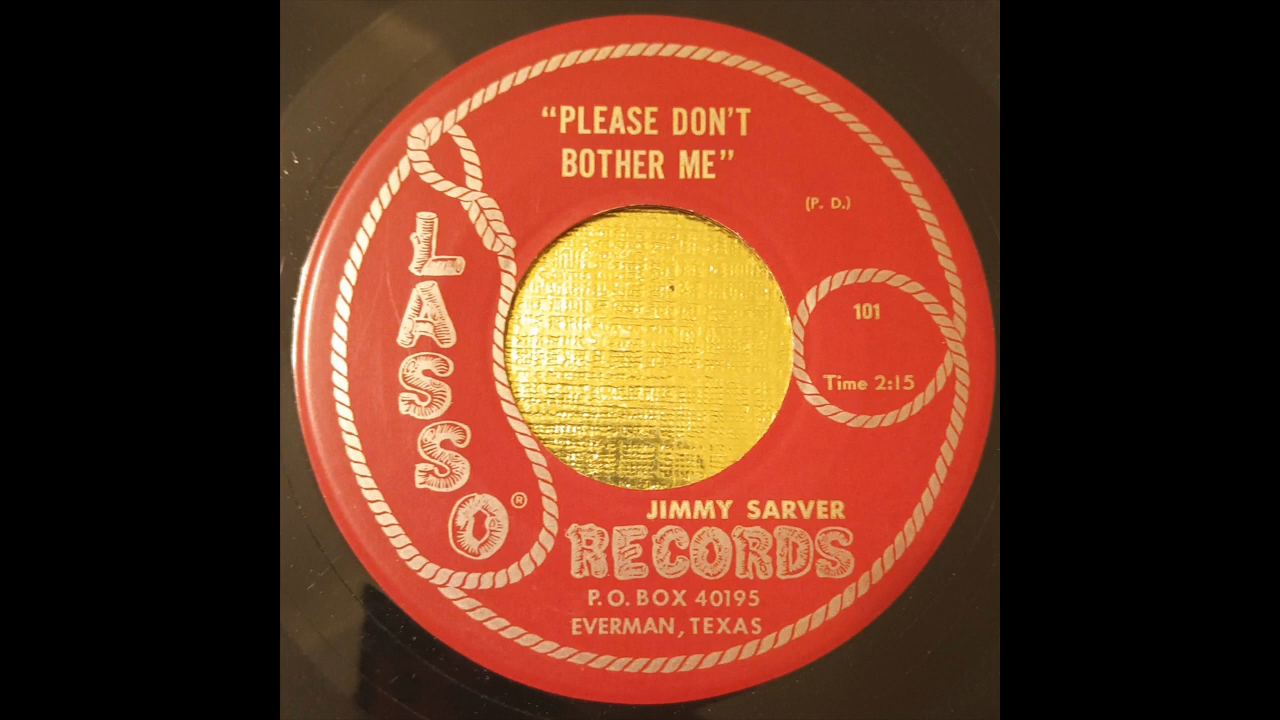 “PLEASE DON’T
BOTHER ME”
(P. D.)
LASSO®
101
Time 2:15
JIMMY SARVER
RECORDS
P.O. BOX 40195
EVERMAN, TEXAS